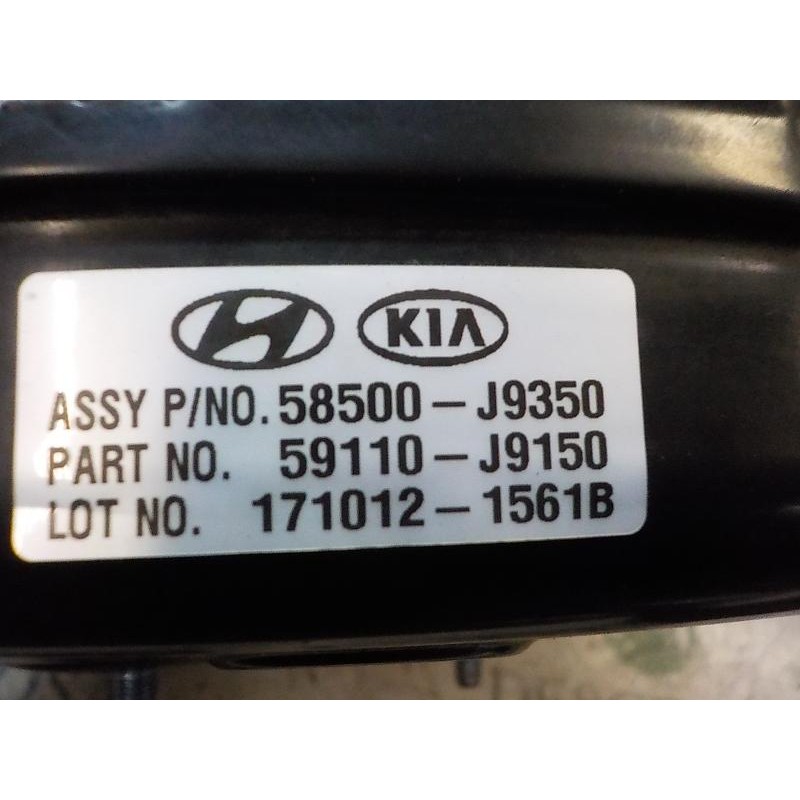 KIA
ASSY P/NO. 58500-J9350
PART NO. 59110-J9150
LOT NO. 171012-1561B